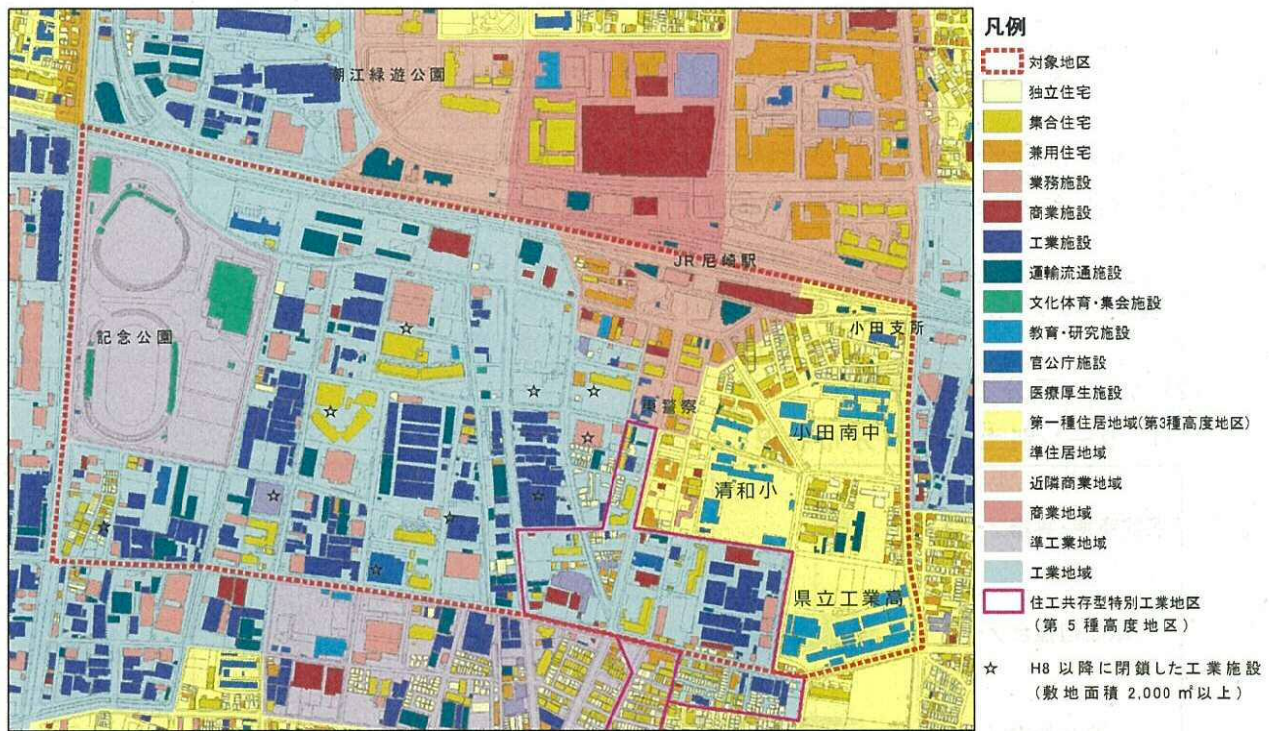 潮江緑遊公園
JR尼崎駅
小田支所
記念公園
東警察
小田南中
清和小
県立工業高
凡例
対象地区
独立住宅
集合住宅
兼用住宅
業務施設
商業施設
工業施設
運輸流通施設
文化体育・集会施設
教育・研究施設
官公庁施設
医療厚生施設
第一種住居地域(第3種高度地区)
準住居地域
近隣商業地域
商業地域
準工業地域
工業地域
住工共存型特別工業地区
(第5種高度地区)
☆ H8以降に閉鎖した工業施設
(敷地面積 2,000 ㎡以上)